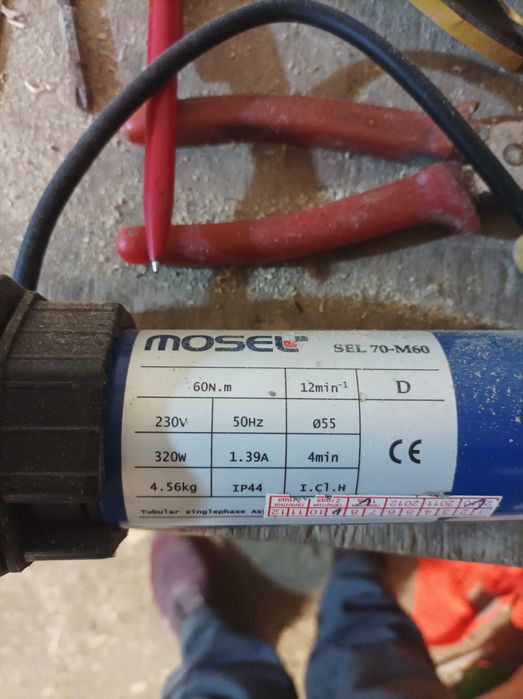 MOSEL SEL 70-M60
60N.m 12min⁻¹ D
230V 50Hz Ø55
320W 1.39A 4min
4.56kg IP44 I.Cl.H
CE
Tubular singlephase
2011 2012